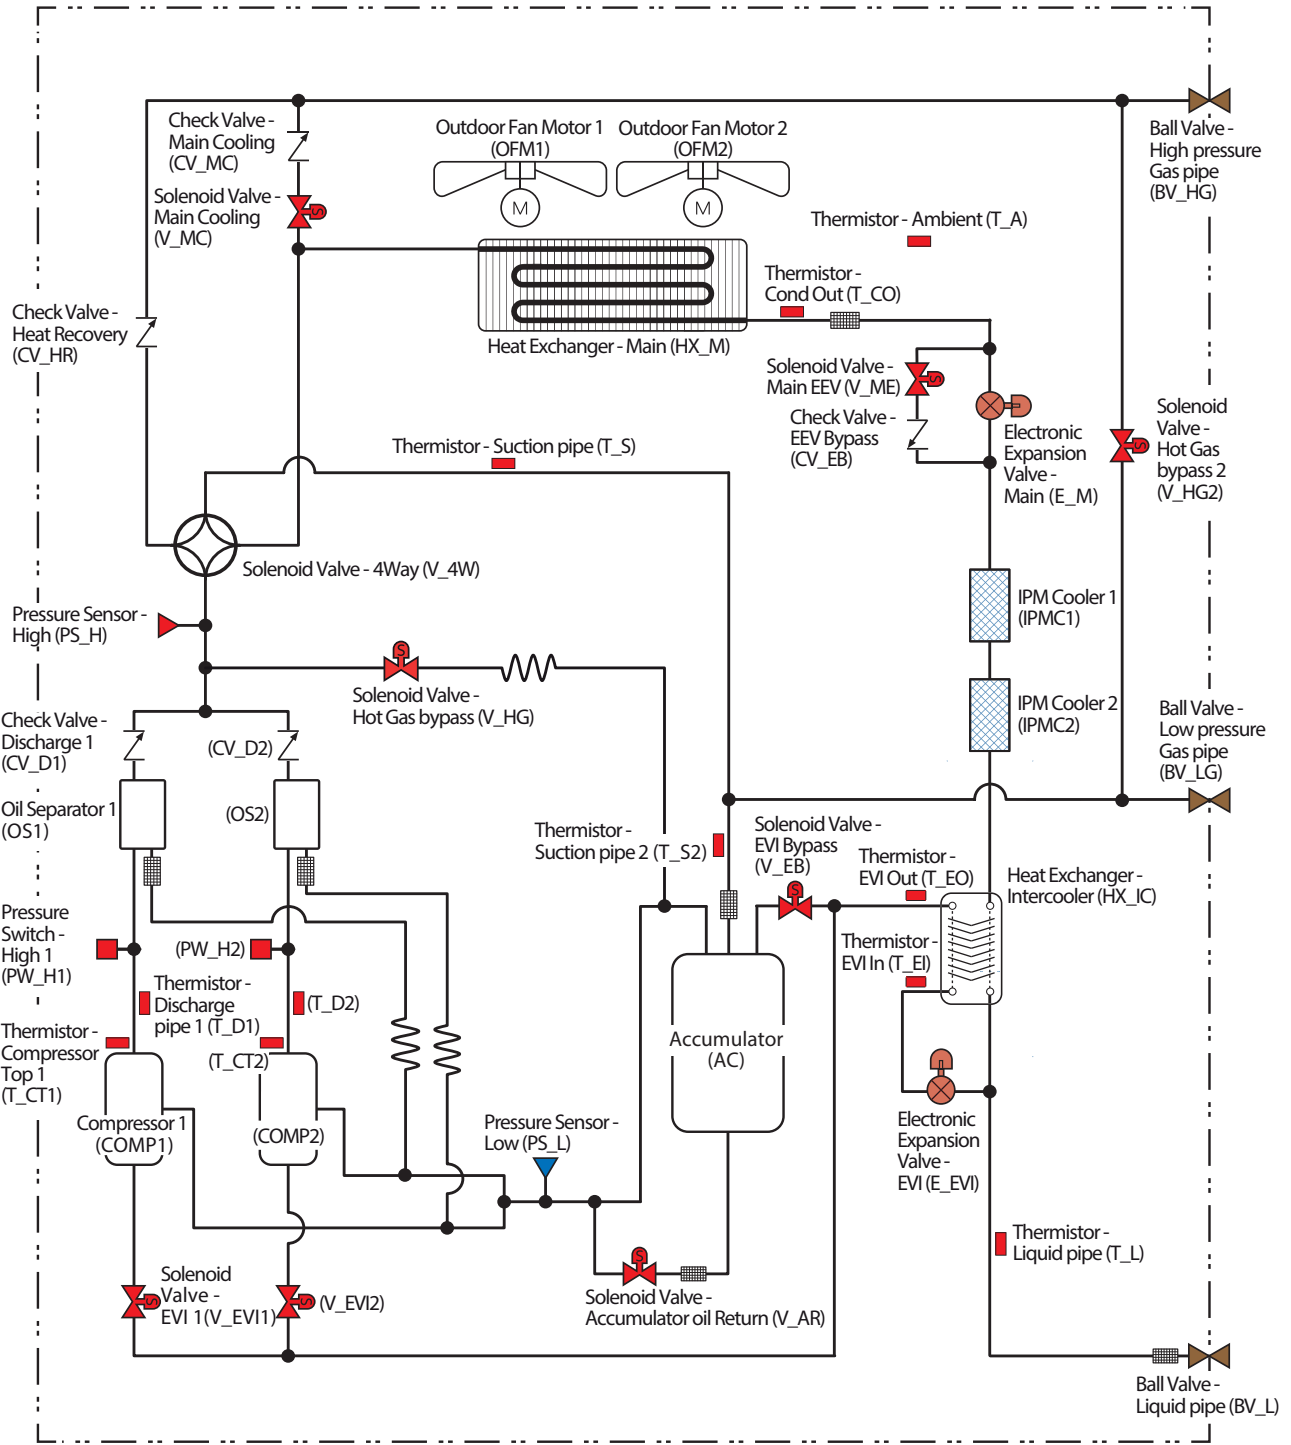 Check Valve -
Main Cooling
(CV_MC)
Solenoid Valve -
Main Cooling
(V_MC)
S
Outdoor Fan Motor 1
(OFM1)
M
Outdoor Fan Motor 2
(OFM2)
M
Ball Valve -
High pressure
Gas pipe
(BV_HG)
Thermistor - Ambient (T_A)
Thermistor -
Cond Out (T_CO)
Check Valve -
Heat Recovery
(CV_HR)
Heat Exchanger - Main (HX_M)
Solenoid Valve -
Main EEV (V_ME)
S
Check Valve -
EEV Bypass
(CV_EB)
Electronic
Expansion
Valve -
Main (E_M)
Solenoid
Valve -
Hot Gas
bypass 2
(V_HG2)
S
Thermistor - Suction pipe (T_S)
Solenoid Valve - 4Way (V_4W)
IPM Cooler 1
(IPMC1)
Pressure Sensor -
High (PS_H)
S
Solenoid Valve -
Hot Gas bypass (V_HG)
IPM Cooler 2
(IPMC2)
Ball Valve -
Low pressure
Gas pipe
(BV_LG)
Check Valve -
Discharge 1
(CV_D1)
(CV_D2)
Oil Separator 1
(OS1)
(OS2)
Thermistor -
Suction pipe 2 (T_S2)
Solenoid Valve -
EVI Bypass
(V_EB)
S
Thermistor -
EVI Out (T_EO)
Heat Exchanger -
Intercooler (HX_IC)
Pressure
Switch -
High 1
(PW_H1)
(PW_H2)
Thermistor -
EVI In (T_EI)
Thermistor -
Discharge
pipe 1 (T_D1)
(T_D2)
Thermistor -
Compressor
Top 1
(T_CT1)
(T_CT2)
Accumulator
(AC)
Compressor 1
(COMP1)
(COMP2)
Pressure Sensor -
Low (PS_L)
Electronic
Expansion
Valve -
EVI (E_EVI)
Thermistor -
Liquid pipe (T_L)
Solenoid
Valve -
EVI 1(V_EVI1)
S
(V_EVI2)
S
S
Solenoid Valve -
Accumulator oil Return (V_AR)
Ball Valve -
Liquid pipe (BV_L)